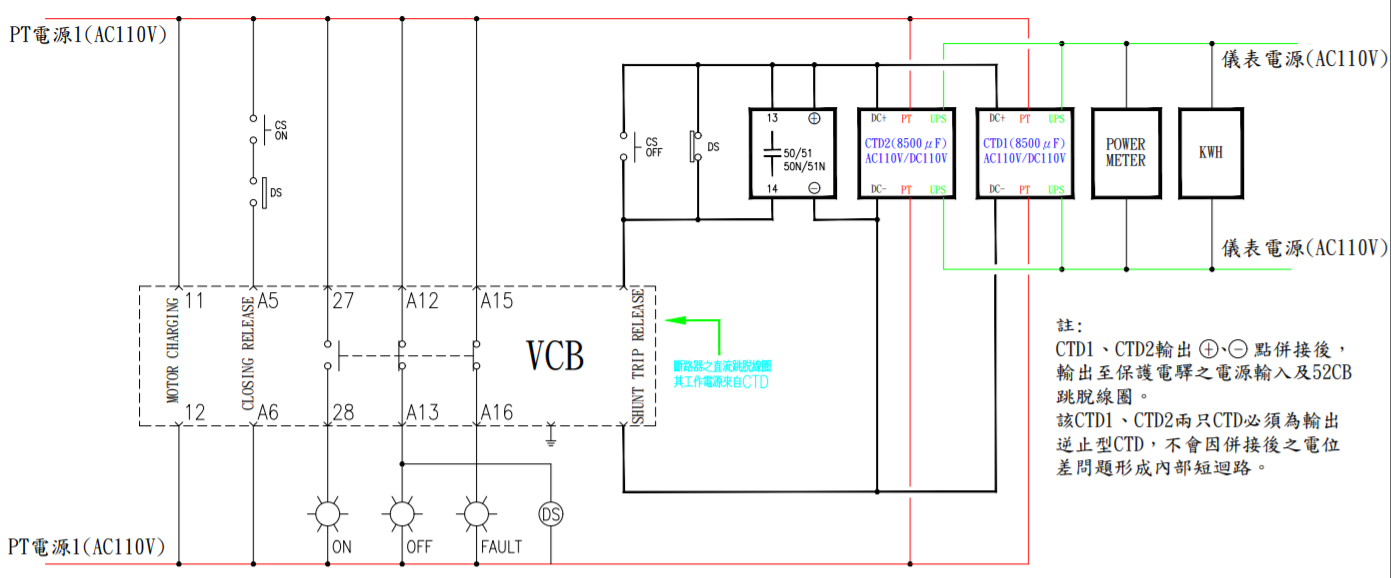 PT電源1(AC110V)
儀表電源(AC110V)
CS
ON
DS
CS
OFF
DS
13
⊕
50/51
50N/51N
14
⊖
DC+ PT UPS
CTD2(8500μF)
AC110V/DC110V
DC- PT UPS
DC+ PT UPS
CTD1(8500μF)
AC110V/DC110V
DC- PT UPS
POWER
METER
KWH
儀表電源(AC110V)
11
A5
27
A12
A15
MOTOR CHARGING
CLOSING RELEASE
VCB
SHUNT TRIP RELEASE
12
A6
28
A13
A16
斷路器之直流跳脫線圈
其工作電源來自CTD
註:
CTD1、CTD2輸出⊕、⊖點併接後，
輸出至保護電驛之電源輸入及52CB
跳脫線圈。
該CTD1、CTD2兩只CTD必須為輸出
逆止型CTD，不會因併接後之電位
差問題形成內部短迴路。
DS
ON
OFF
FAULT
PT電源1(AC110V)